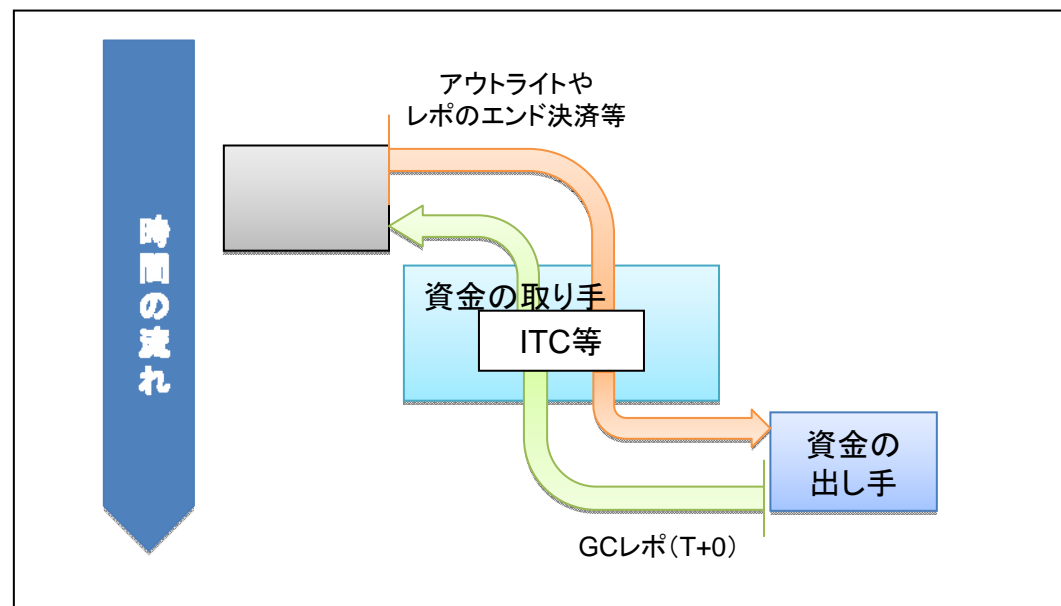 アウトライトや
レポのエンド決済等
時間の流れ
資金の取り手
ITC等
資金の
出し手
GCレポ(T+0)